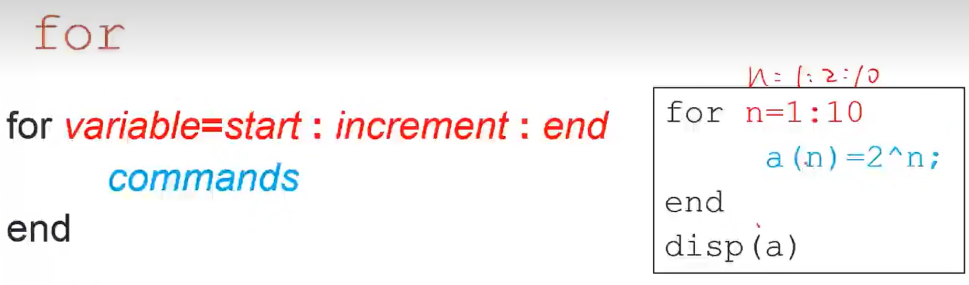 for
for variable=start : increment : end
commands
end
n=1:2:10
for n=1:10
a(n)=2^n;
end
disp(a)